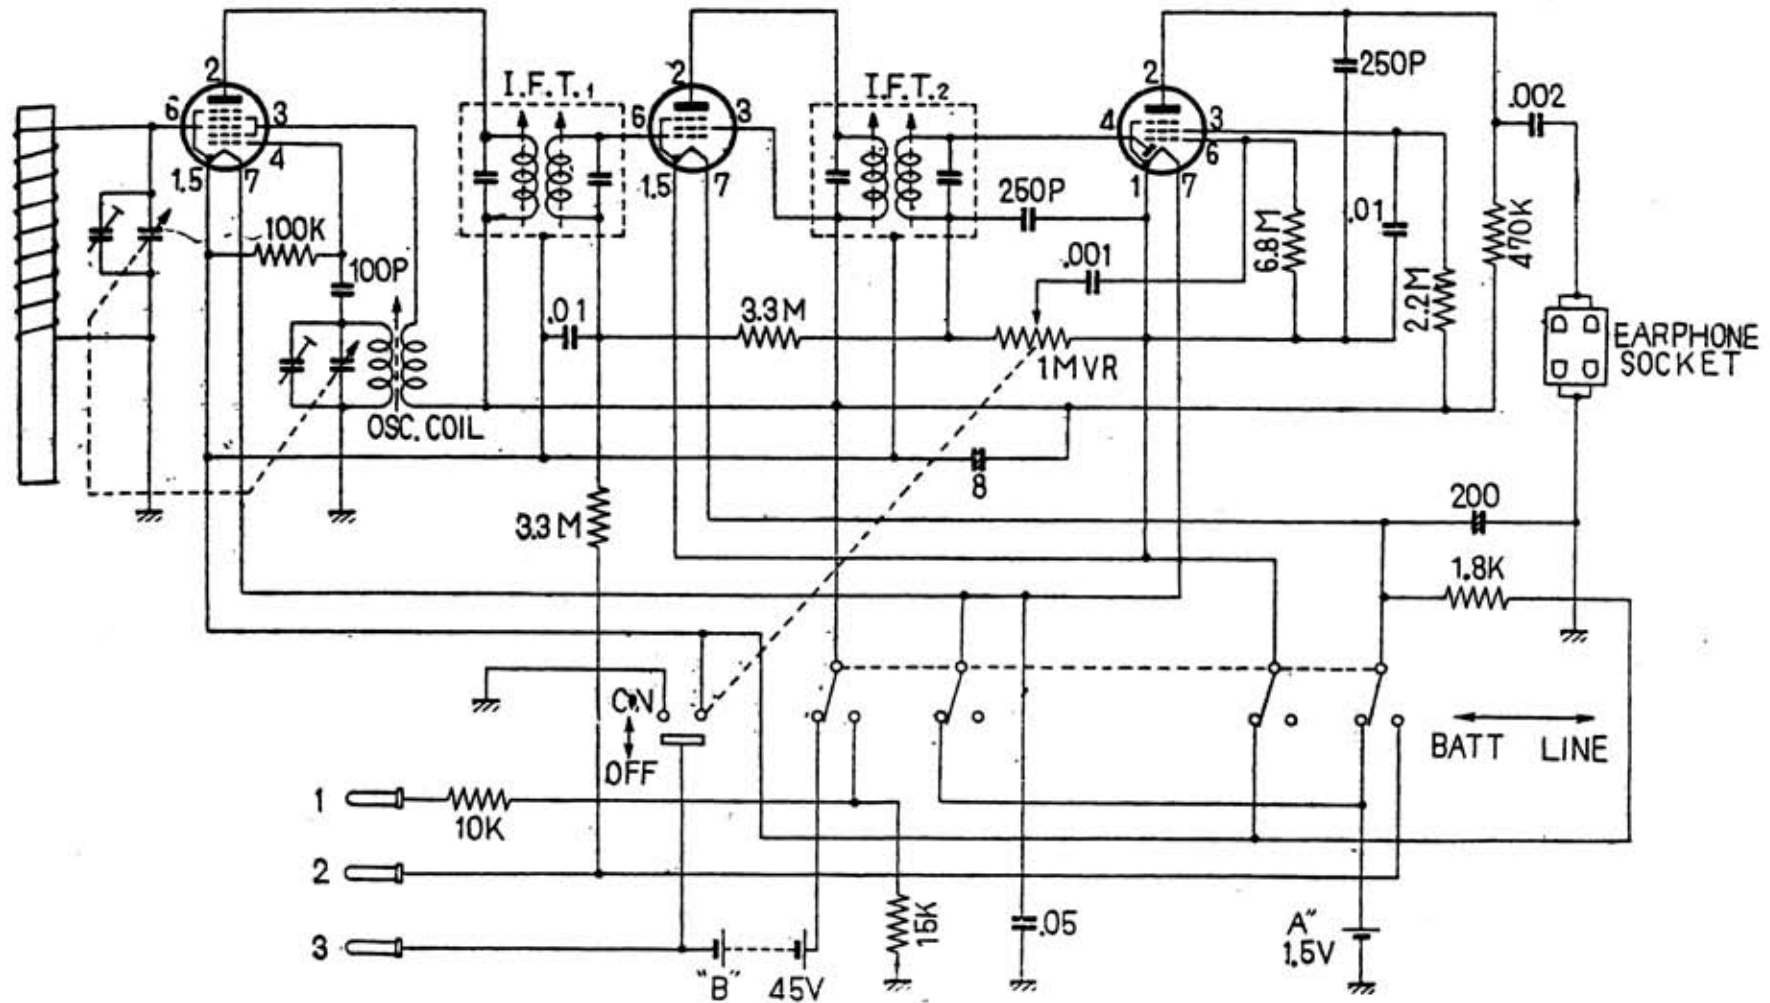 2
6
3
4
1.5
7
I.F.T.1
2
6
3
1.5
7
I.F.T.2
2
4
3
6
1
7
250P
.002
100K
100P
OSC. COIL
.01
3.3M
250P
.001
1MVR
6.8M
.01
2.2M
470K
EARPHONE
SOCKET
8
3.3M
200
1.8K
ON
OFF
BATT LINE
1
10K
2
3
"B" 45V
15K
.05
A"
1.5V